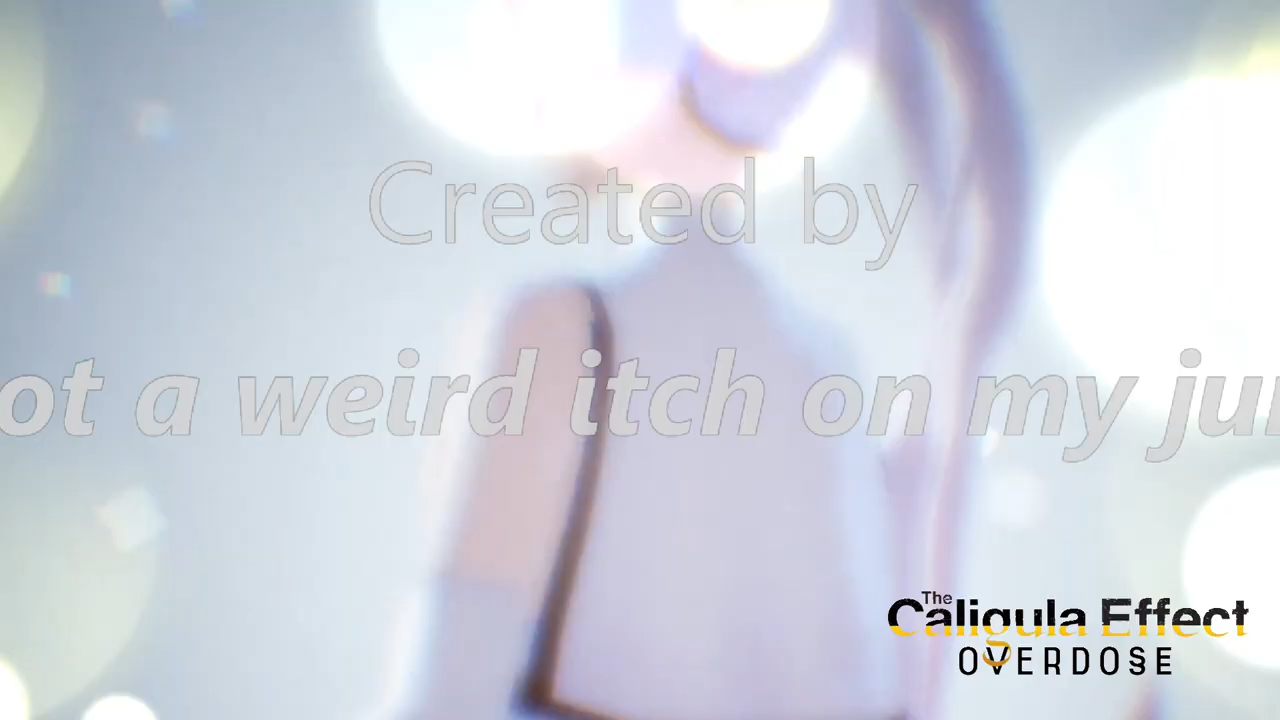 Created by
ot a weird itch on my ju
The
Caligula Effect
OVERDOSE